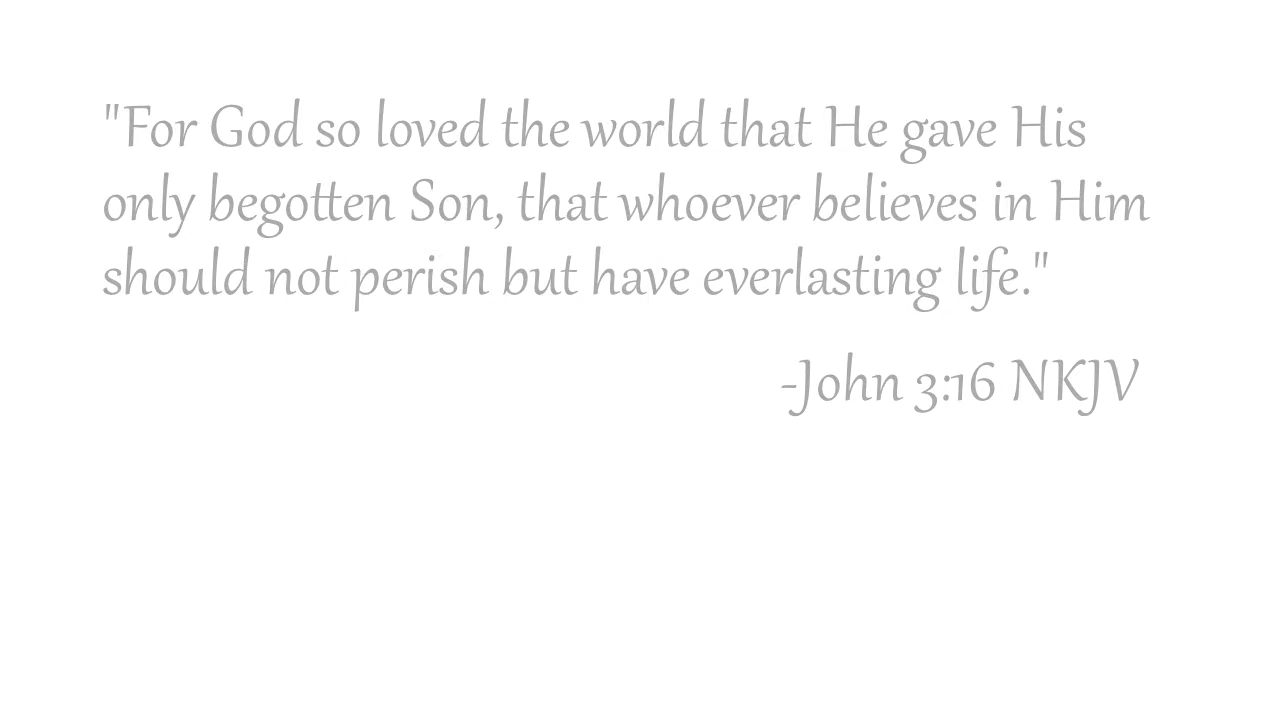 "For God so loved the world that He gave His
only begotten Son, that whoever believes in Him
should not perish but have everlasting life."
-John 3:16 NKJV